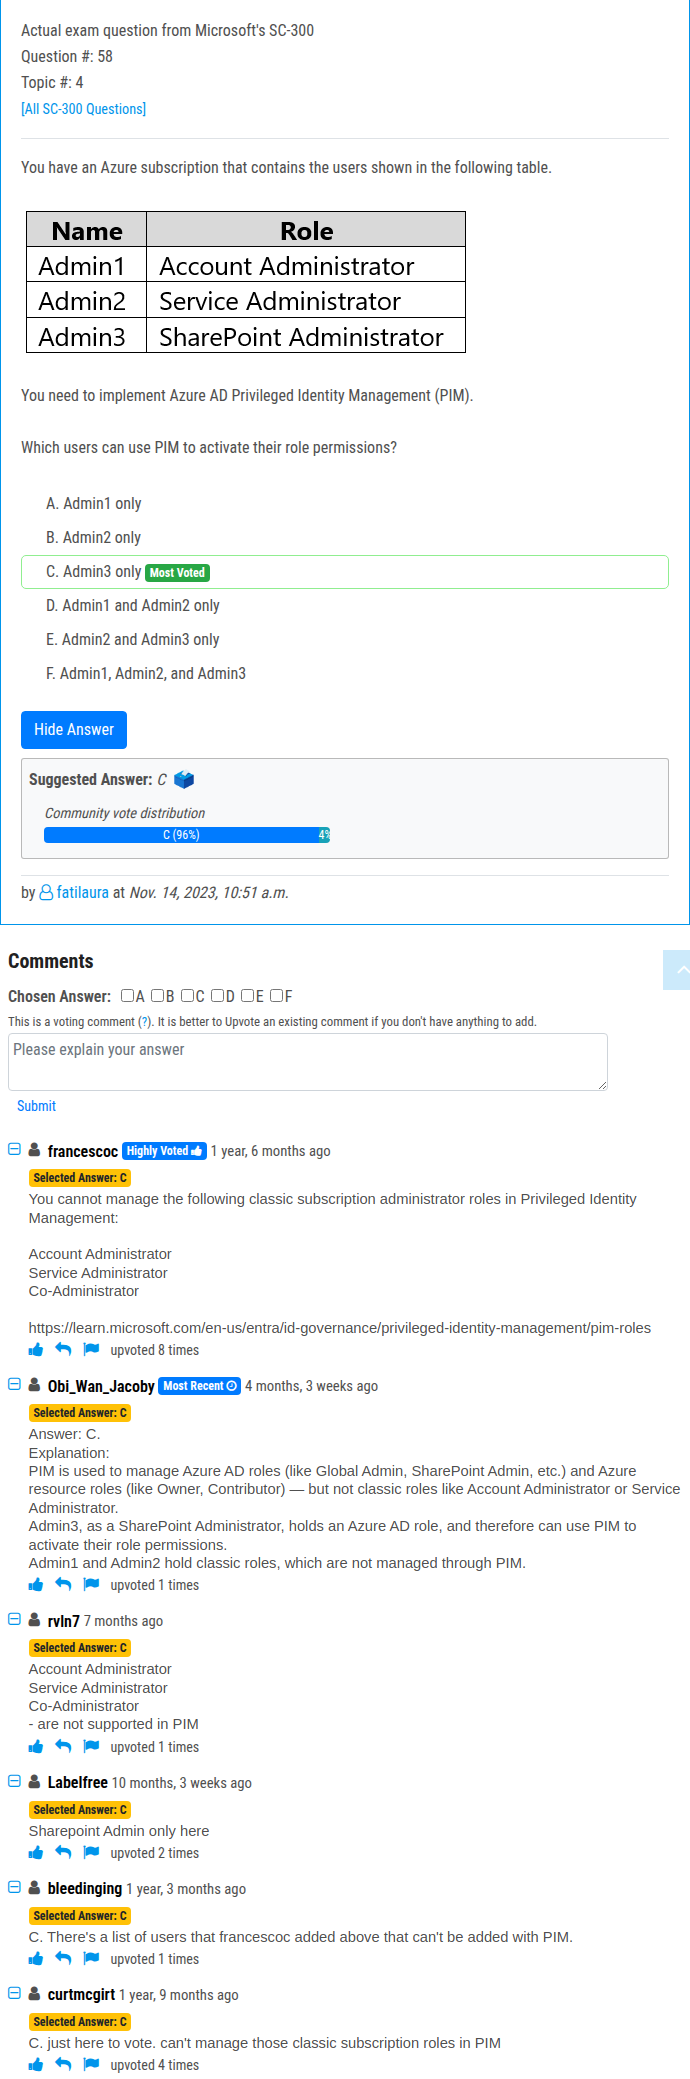 Actual exam question from Microsoft's SC-300
Question #: 58
Topic #: 4
[All SC-300 Questions]
You have an Azure subscription that contains the users shown in the following table.
Name Role
Admin1 Account Administrator
Admin2 Service Administrator
Admin3 SharePoint Administrator
You need to implement Azure AD Privileged Identity Management (PIM).
Which users can use PIM to activate their role permissions?
A. Admin1 only
B. Admin2 only
C. Admin3 only Most Voted
D. Admin1 and Admin2 only
E. Admin2 and Admin3 only
F. Admin1, Admin2, and Admin3
Hide Answer
Suggested Answer: C
Community vote distribution
C (96%) 4%
by fatilaura at Nov. 14, 2023, 10:51 a.m.
Comments
Chosen Answer: A B C D E F
This is a voting comment (?). It is better to Upvote an existing comment if you don't have anything to add.
Please explain your answer
Submit
francescoc Highly Voted 1 year, 6 months ago
Selected Answer: C
You cannot manage the following classic subscription administrator roles in Privileged Identity
Management:
Account Administrator
Service Administrator
Co-Administrator
https://learn.microsoft.com/en-us/entra/id-governance/privileged-identity-management/pim-roles
upvoted 8 times
Obi_Wan_Jacoby Most Recent 4 months, 3 weeks ago
Selected Answer: C
Answer: C.
Explanation:
PIM is used to manage Azure AD roles (like Global Admin, SharePoint Admin, etc.) and Azure
resource roles (like Owner, Contributor) — but not classic roles like Account Administrator or Service
Administrator.
Admin3, as a SharePoint Administrator, holds an Azure AD role, and therefore can use PIM to
activate their role permissions.
Admin1 and Admin2 hold classic roles, which are not managed through PIM.
upvoted 1 times
rvln7 7 months ago
Selected Answer: C
Account Administrator
Service Administrator
Co-Administrator
- are not supported in PIM
upvoted 1 times
Labelfree 10 months, 3 weeks ago
Selected Answer: C
Sharepoint Admin only here
upvoted 2 times
bleedinging 1 year, 3 months ago
Selected Answer: C
C. There's a list of users that francescoc added above that can't be added with PIM.
upvoted 1 times
curtmcgirt 1 year, 9 months ago
Selected Answer: C
C. just here to vote. can't manage those classic subscription roles in PIM
upvoted 4 times